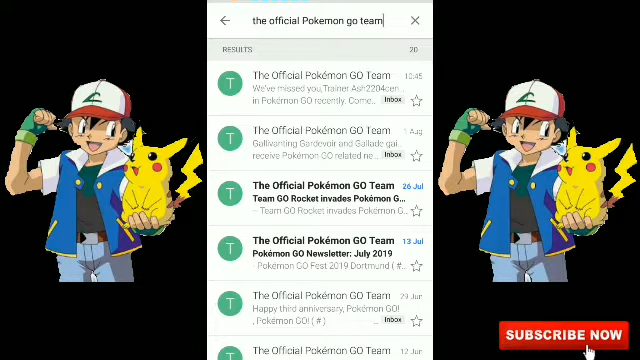 the official Pokemon go team
RESULTS 20
T The Official Pokémon GO Team 10:45
We've missed you,Trainer Ash2204cen
in Pokémon GO recently. Come.. Inbox
T The Official Pokémon GO Team 1 Aug
Gallivanting Gardevoir and Gallade gai..
receive Pokémon GO related ne... Inbox
T The Official Pokémon GO Team 26 Jul
Team GO Rocket invades Pokémon G...
– Team GO Rocket invades Pokémon G...
T The Official Pokémon GO Team 13 Jul
Pokémon GO Newsletter: July 2019
- Pokémon GO Fest 2019 Dortmund ( #...
T The Official Pokémon GO Team 29 Jun
Happy third anniversary, Pokémon GO!
, Pokémon GO! ( # ) ... Inbox
T The Official Pokémon GO Team 12 Jun
SUBSCRIBE NOW